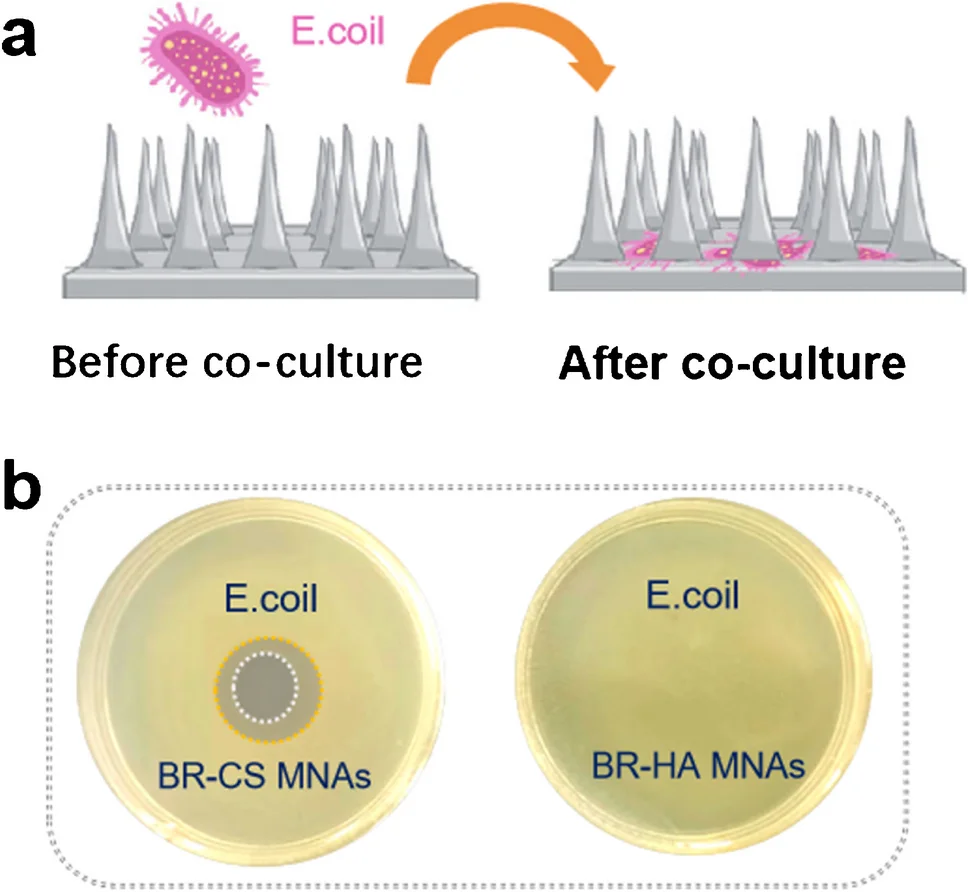 a
E.coil
Before co-culture
After co-culture
b
E.coil
BR-CS MNAs
E.coil
BR-HA MNAs